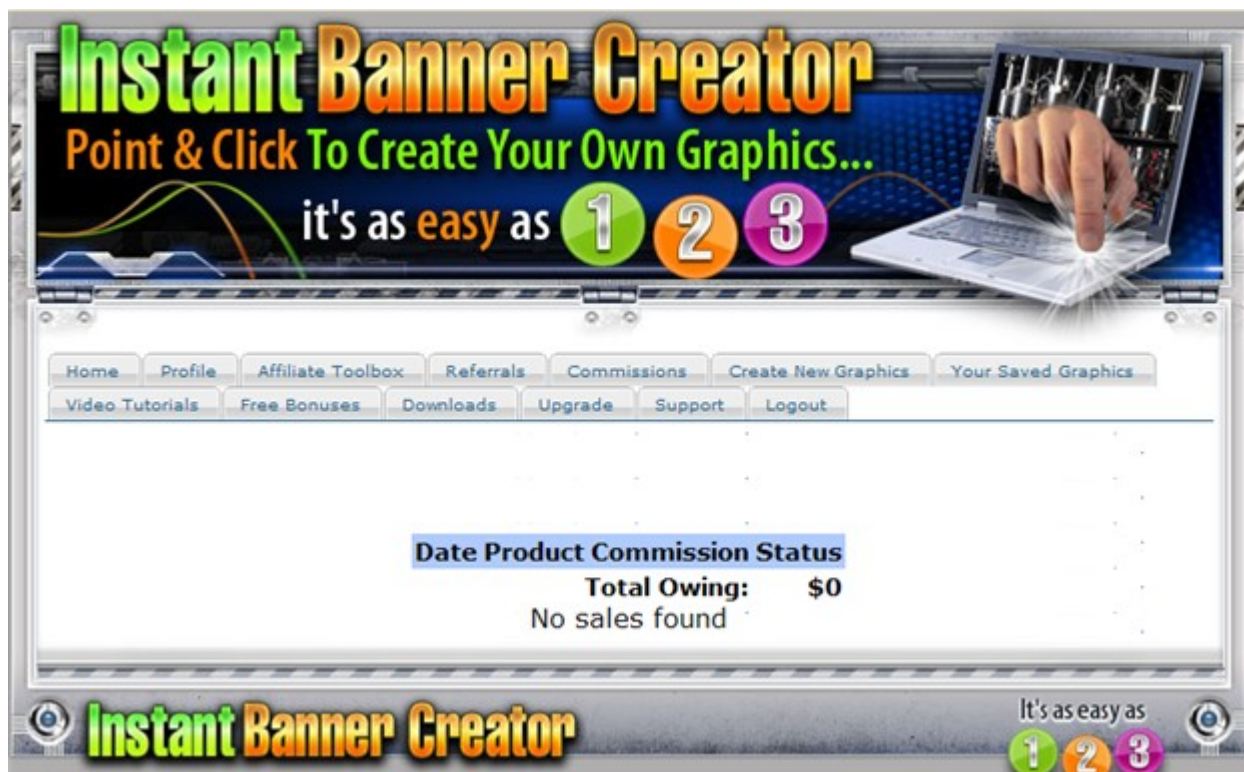 Instant Banner Creator
Point & Click To Create Your Own Graphics...
it's as easy as 1 2 3
Home Profile Affiliate Toolbox Referrals Commissions Create New Graphics Your Saved Graphics
Video Tutorials Free Bonuses Downloads Upgrade Support Logout
Date Product Commission Status
Total Owing: $0
No sales found
Instant Banner Creator
It's as easy as
1 2 3